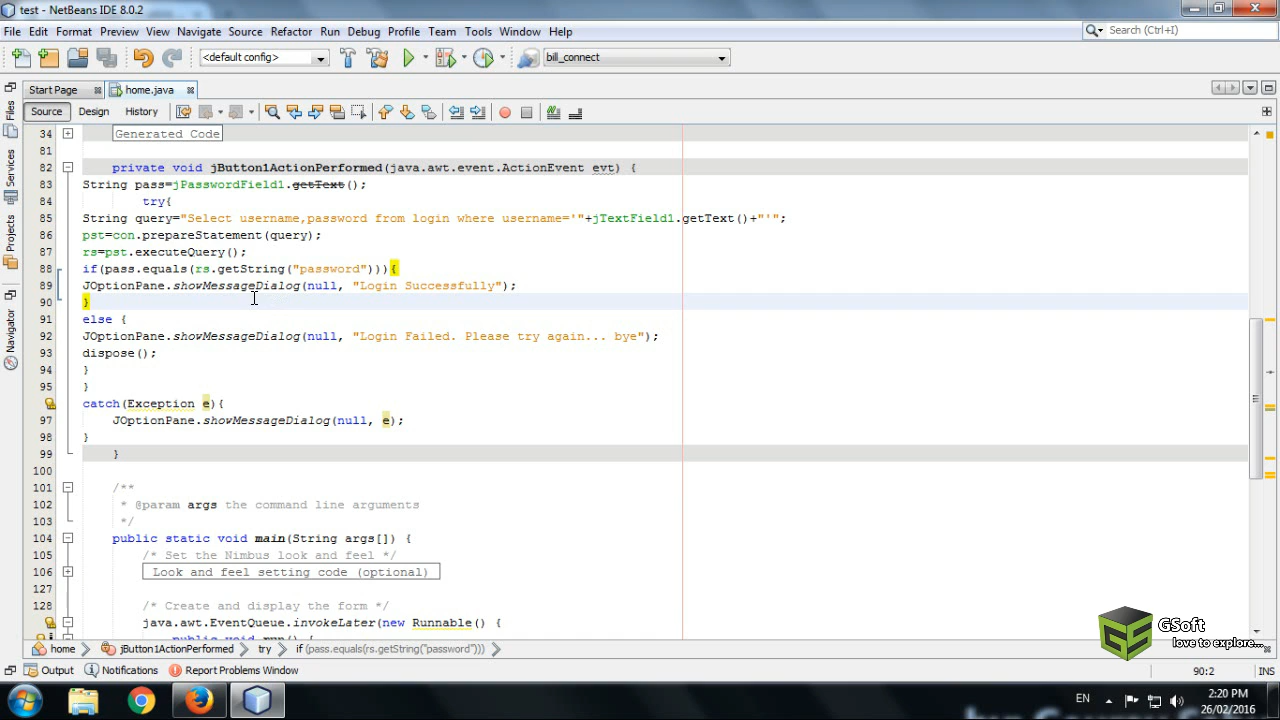 test - NetBeans IDE 8.0.2
File Edit Format Preview View Navigate Source Refactor Run Debug Profile Team Tools Window Help
Search (Ctrl+I)
<default config>
bill_connect
Start Page
home.java
Source Design History
Files
Services
Projects
Navigator
34 Generated Code
81
82 private void jButton1ActionPerformed(java.awt.event.ActionEvent evt) {
83 String pass=jPasswordField1.getText();
84 try{
85 String query="Select username,password from login where username='"+jTextField1.getText()+"'";
86 pst=con.prepareStatement(query);
87 rs=pst.executeQuery();
88 if(pass.equals(rs.getString("password"))){
89 JOptionPane.showMessageDialog(null, "Login Successfully");
90 }
91 else {
92 JOptionPane.showMessageDialog(null, "Login Failed. Please try again... bye");
93 dispose();
94 }
95 }
catch(Exception e){
97 JOptionPane.showMessageDialog(null, e);
98 }
99 }
100
101 /**
102 * @param args the command line arguments
103 */
104 public static void main(String args[]) {
105 /* Set the Nimbus look and feel */
106 Look and feel setting code (optional)
127
128 /* Create and display the form */
java.awt.EventQueue.invokeLater(new Runnable() {
public void run() {
GSoft
love to explore...
home jButton1ActionPerformed try if (pass.equals(rs.getString("password")))
Output Notifications Report Problems Window
90:2 INS
EN
2:20 PM
26/02/2016